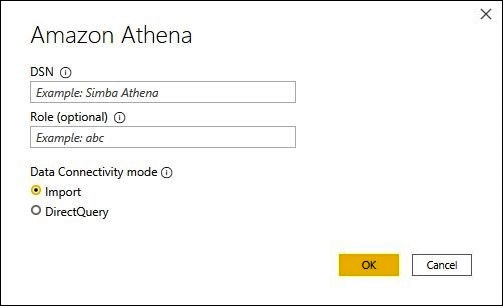 Amazon Athena
DSN
Example: Simba Athena
Role (optional)
Example: abc
Data Connectivity mode
Import
DirectQuery
OK Cancel